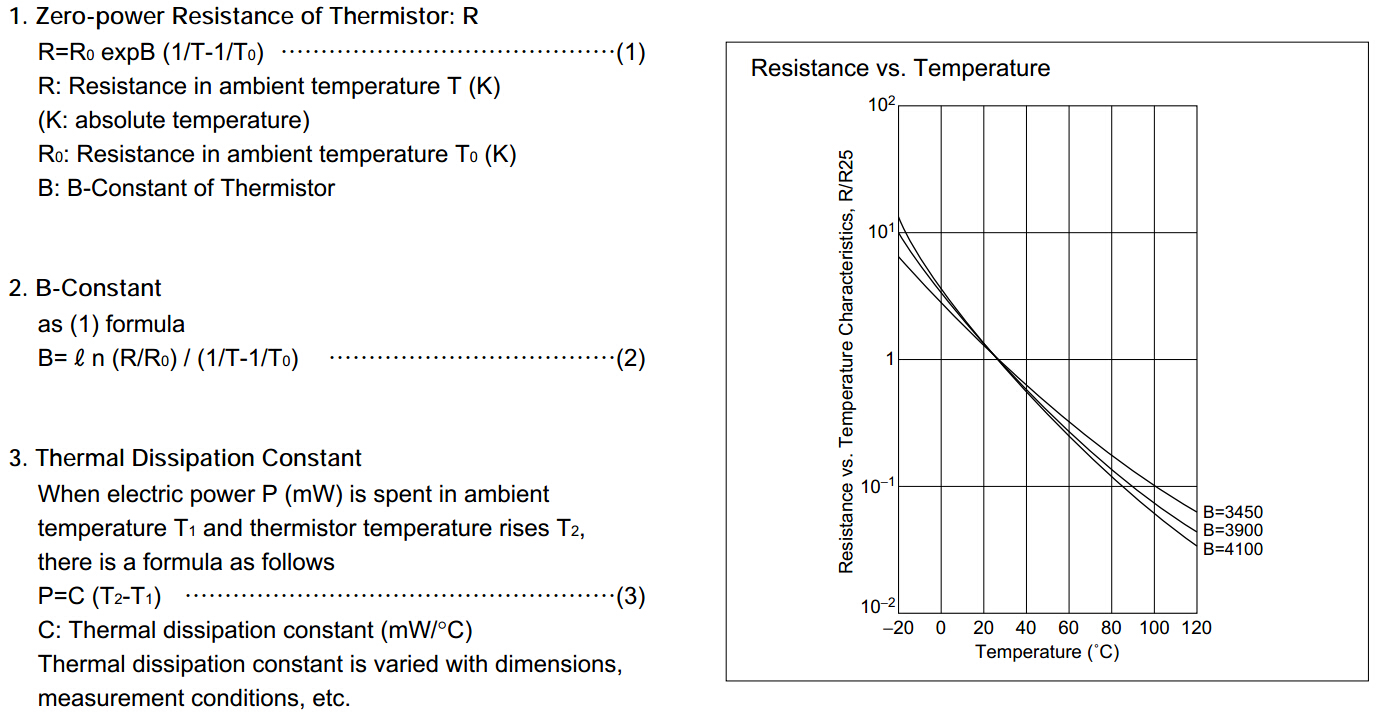 1. Zero-power Resistance of Thermistor: R
R=R₀ expB (1/T-1/T₀) ··········································(1)
R: Resistance in ambient temperature T (K)
(K: absolute temperature)
R₀: Resistance in ambient temperature T₀ (K)
B: B-Constant of Thermistor
2. B-Constant
as (1) formula
B= ℓ n (R/R₀) / (1/T-1/T₀) ····································(2)
3. Thermal Dissipation Constant
When electric power P (mW) is spent in ambient
temperature T₁ and thermistor temperature rises T₂,
there is a formula as follows
P=C (T₂-T₁) ······················································(3)
C: Thermal dissipation constant (mW/°C)
Thermal dissipation constant is varied with dimensions,
measurement conditions, etc.
Resistance vs. Temperature
Resistance vs. Temperature Characteristics, R/R25
10²
10¹
1
10⁻¹
10⁻²
B=3450
B=3900
B=4100
–20 0 20 40 60 80 100 120
Temperature (°C)